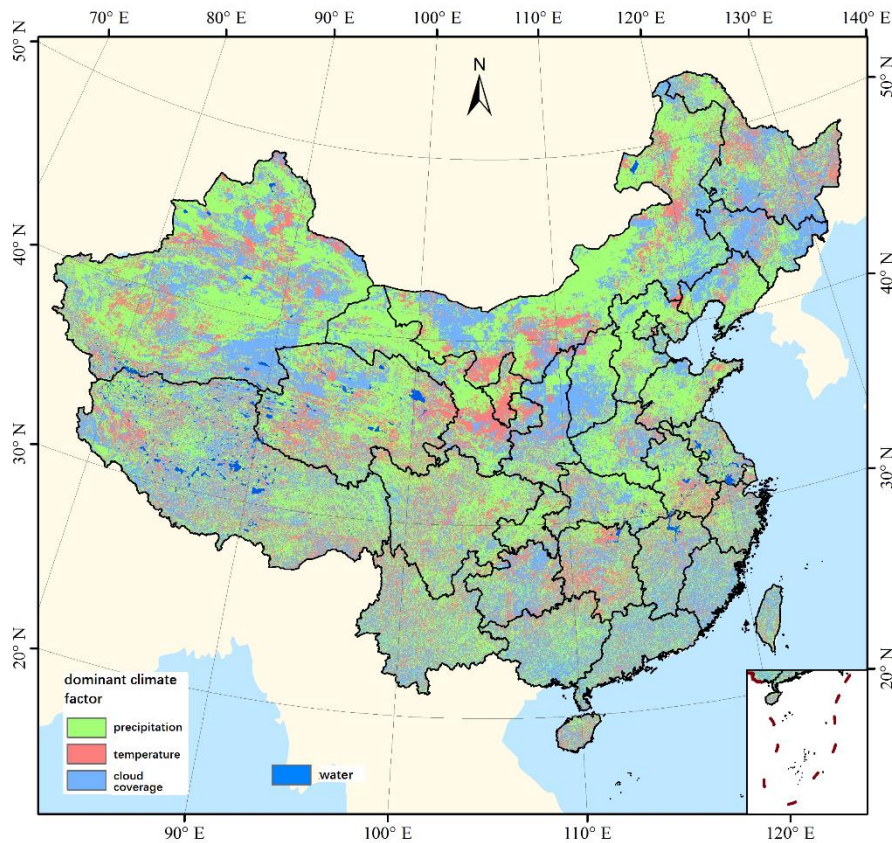 70° E 80° E 90° E 100° E 110° E 120° E 130° E 140° E
50° N
50° N
N
40° N
40° N
30° N
30° N
20° N
20° N
dominant climate
factor
precipitation
temperature
cloud
coverage
water
90° E 100° E 110° E 120° E